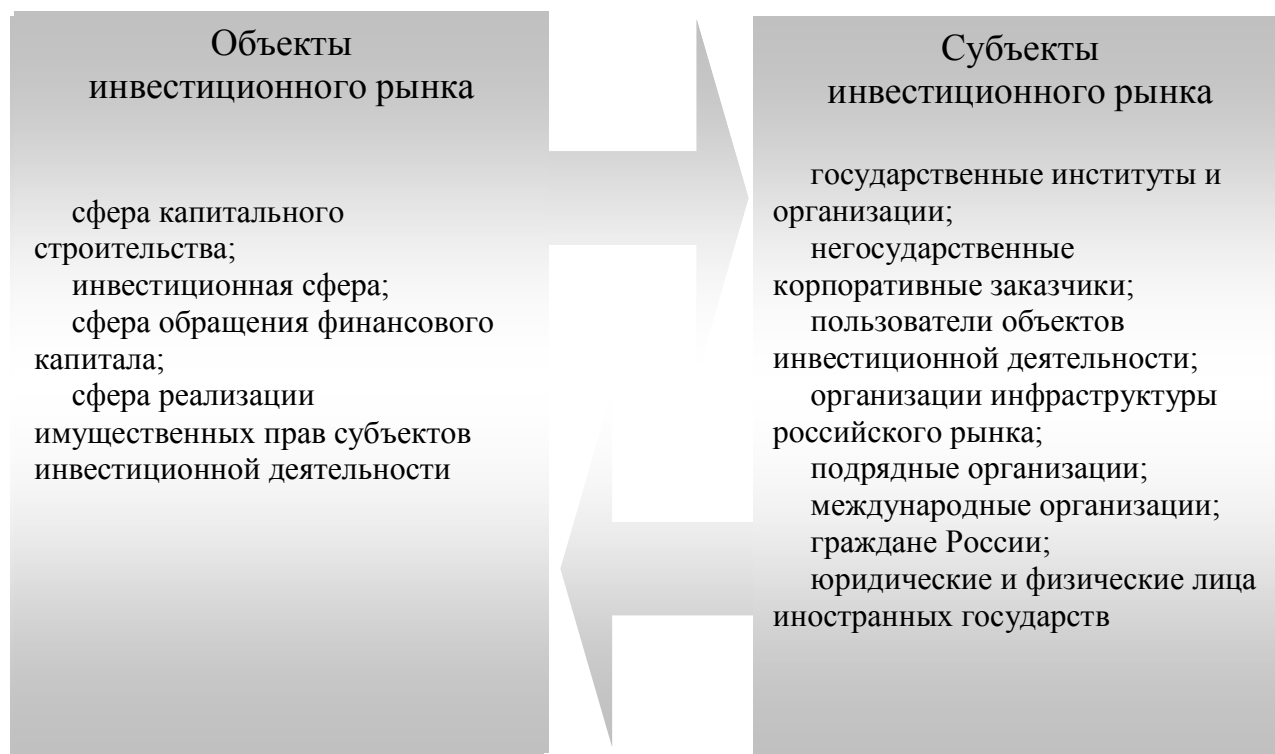 Объекты
инвестиционного рынка
сфера капитального
строительства;
инвестиционная сфера;
сфера обращения финансового
капитала;
сфера реализации
имущественных прав субъектов
инвестиционной деятельности
Субъекты
инвестиционного рынка
государственные институты и
организации;
негосударственные
корпоративные заказчики;
пользователи объектов
инвестиционной деятельности;
организации инфраструктуры
российского рынка;
подрядные организации;
международные организации;
граждане России;
юридические и физические лица
иностранных государств